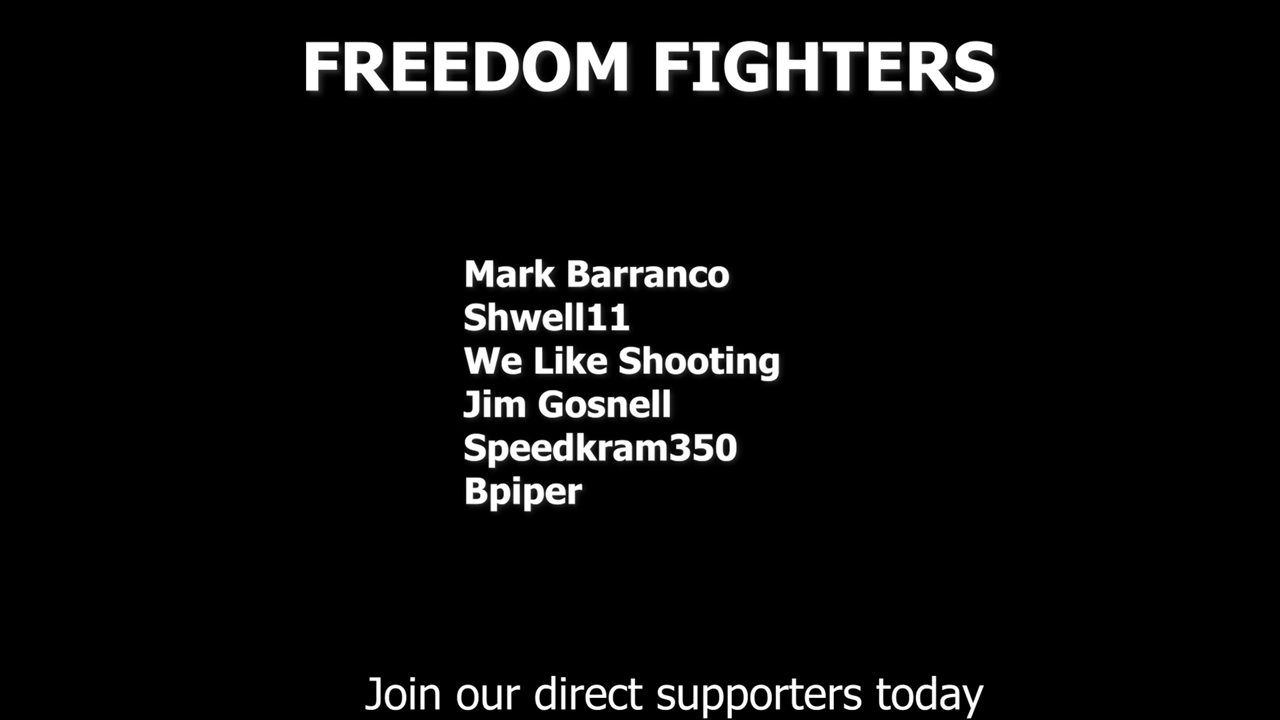 FREEDOM FIGHTERS
Mark Barranco
Shwell11
We Like Shooting
Jim Gosnell
Speedkram350
Bpiper
Join our direct supporters today